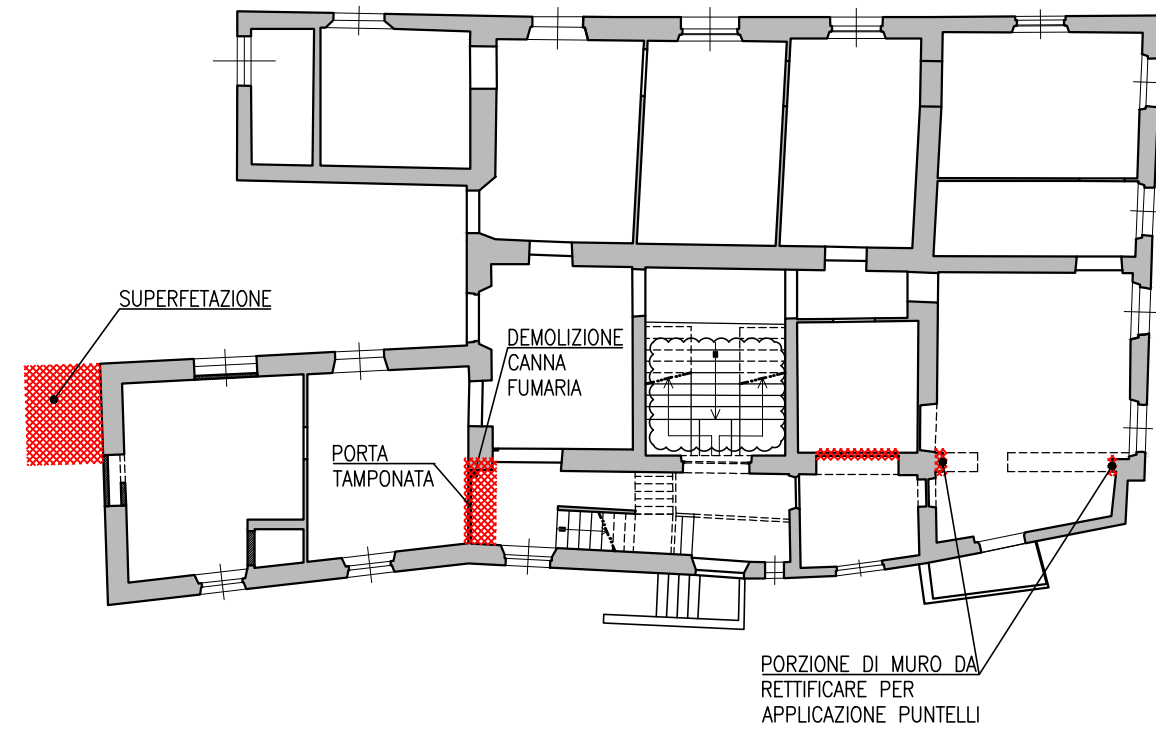 SUPERFETAZIONE
DEMOLIZIONE
CANNA
FUMARIA
PORTA
TAMPONATA
PORZIONE DI MURO DA
RETTIFICARE PER
APPLICAZIONE PUNTELLI